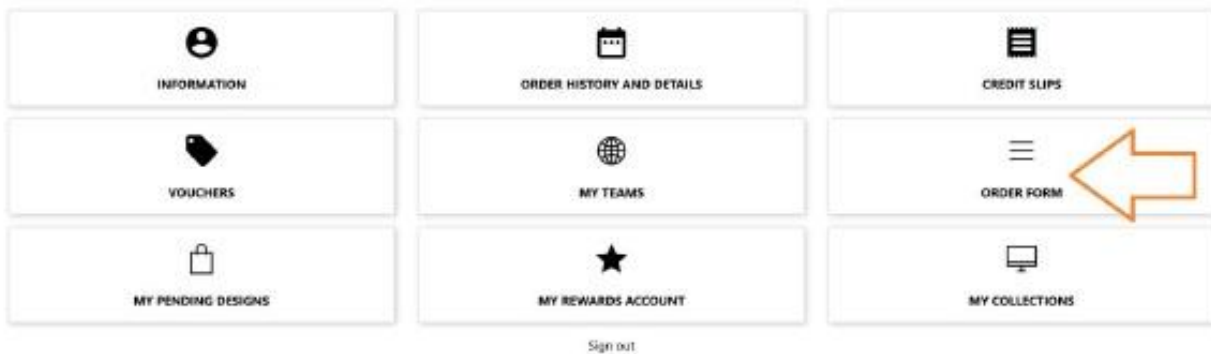 INFORMATION
ORDER HISTORY AND DETAILS
CREDIT SLIPS
VOUCHERS
MY TEAMS
ORDER FORM
MY PENDING DESIGNS
MY REWARDS ACCOUNT
MY COLLECTIONS
Sign out